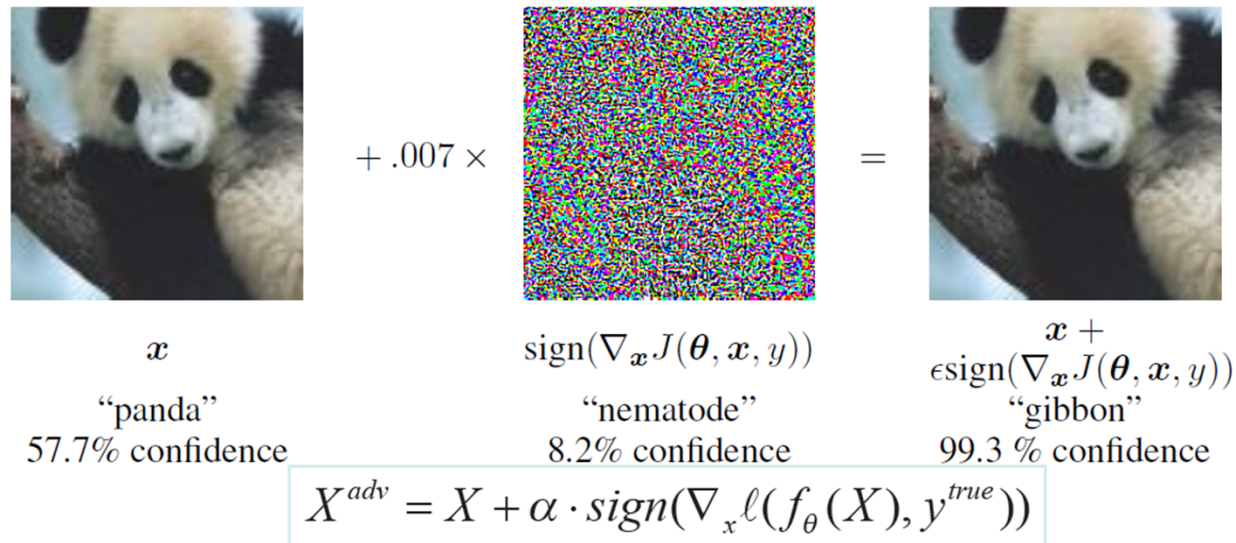 + .007 ×
=
x
sign(∇ₓJ(θ, x, y))
x +
ϵsign(∇ₓJ(θ, x, y))
“panda”
“nematode”
“gibbon”
57.7% confidence
8.2% confidence
99.3 % confidence
X^{adv} = X + α · sign(∇ₓℓ(f_θ(X), y^{true}))